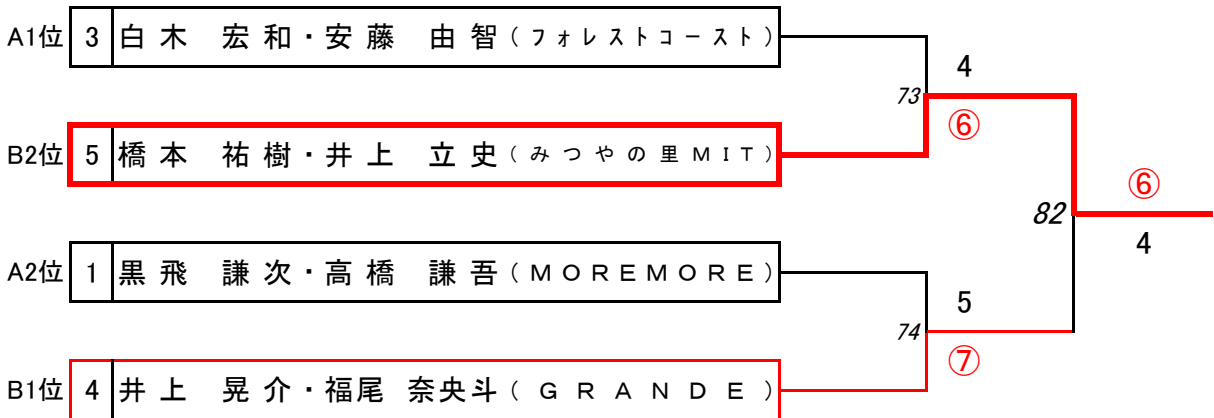 A1位 3 白木 宏和・安藤 由智(フォレストコースト)
4
73
⑥
B2位 5 橋本 祐樹・井上 立史(みつやの里MIT)
⑥
82
4
A2位 1 黒飛 謙次・高橋 謙吾(MOREMORE)
5
74
⑦
B1位 4 井上 晃介・福尾 奈央斗(GRANDE)